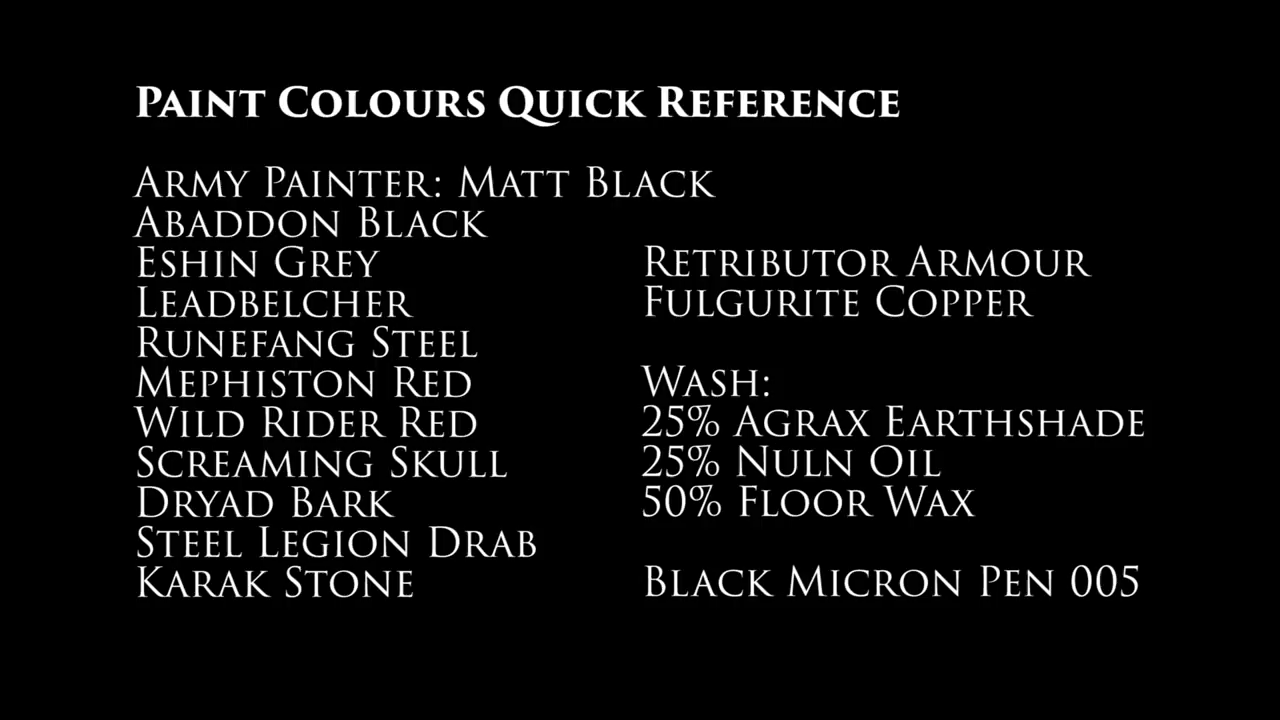 Paint Colours Quick Reference
Army Painter: Matt Black
Abaddon Black
Eshin Grey
Leadbelcher
Runefang Steel
Mephiston Red
Wild Rider Red
Screaming Skull
Dryad Bark
Steel Legion Drab
Karak Stone
Retributor Armour
Fulgurite Copper
Wash:
25% Agrax Earthshade
25% Nuln Oil
50% Floor Wax
Black Micron Pen 005